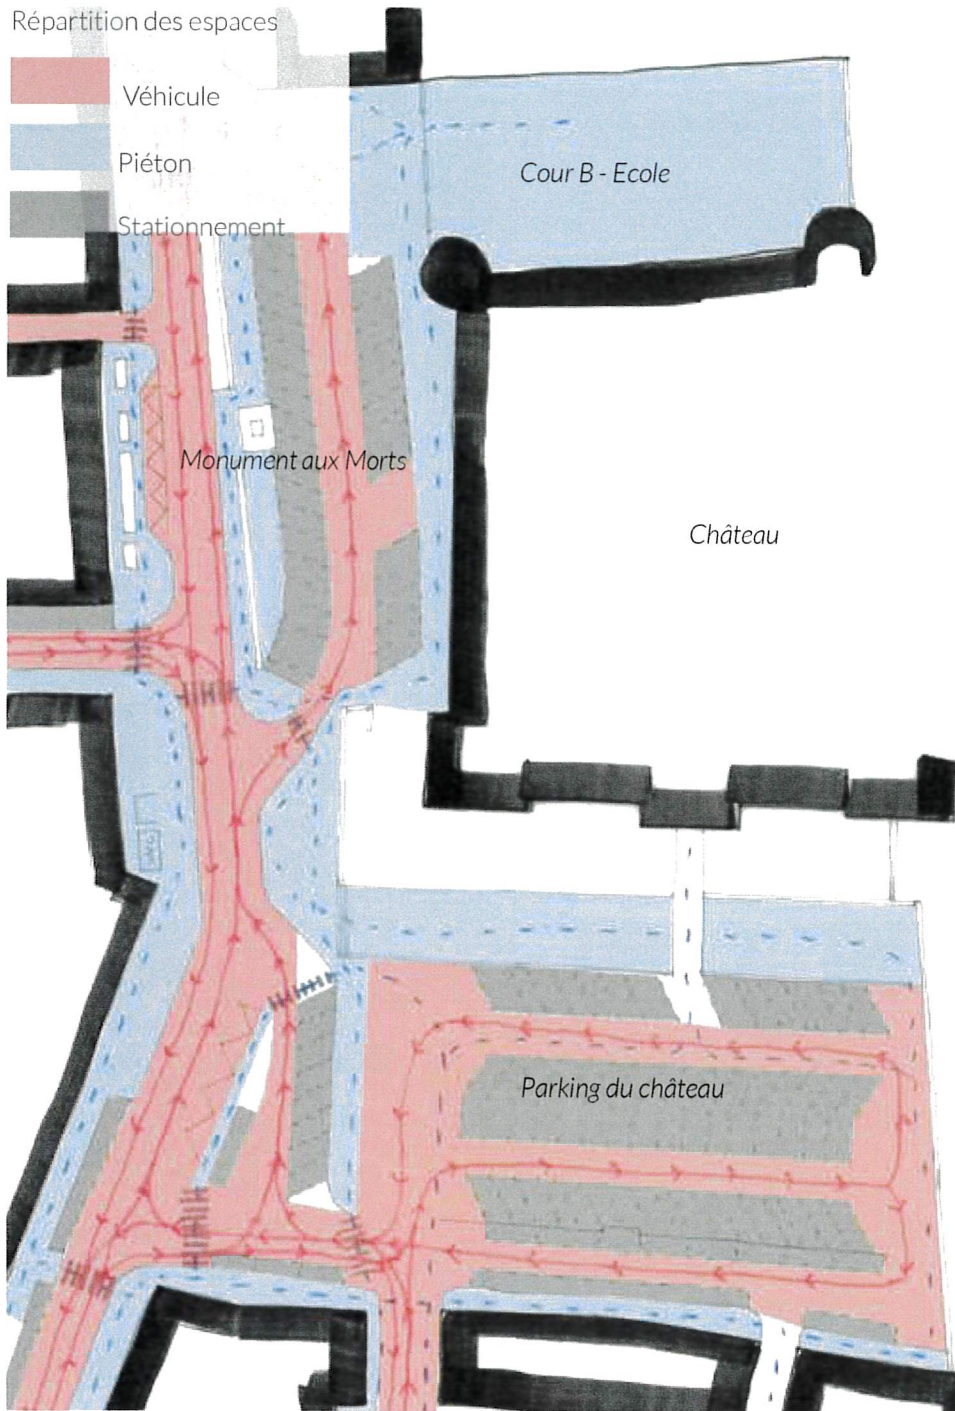 Répartition des espaces
Véhicule
Piéton
Stationnement
Cour B - Ecole
Monument aux Morts
Château
Parking du château